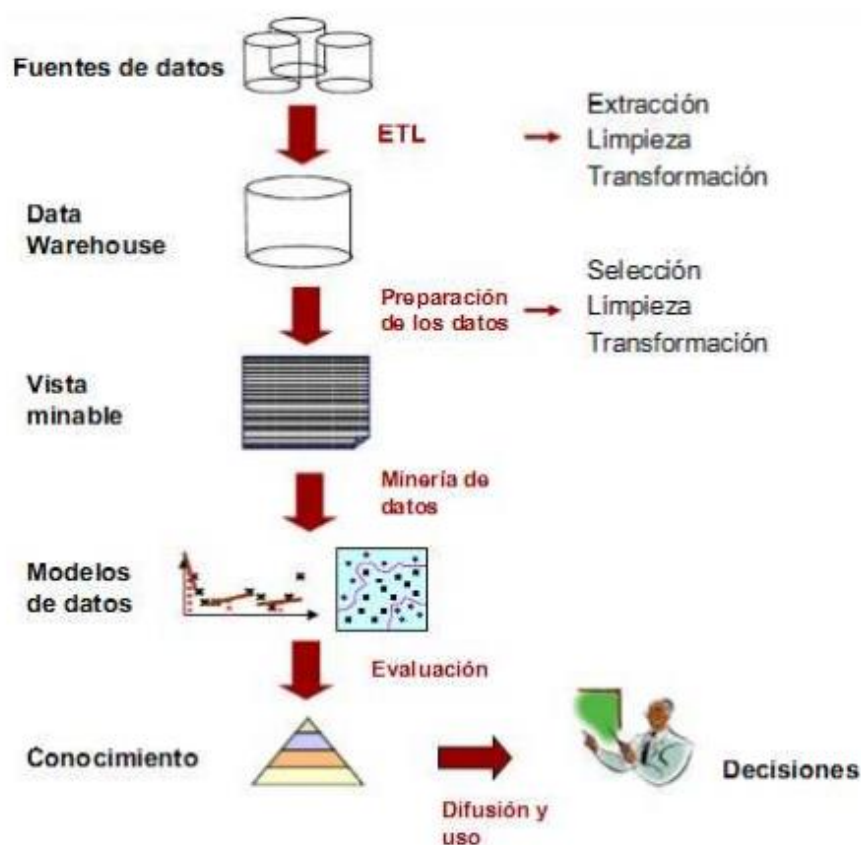 Fuentes de datos
ETL
Extracción
Limpieza
Transformación
Data
Warehouse
Preparación
de los datos
Selección
Limpieza
Transformación
Vista
minable
Minería de
datos
Modelos
de datos
Evaluación
Conocimiento
Decisiones
Difusión y
uso